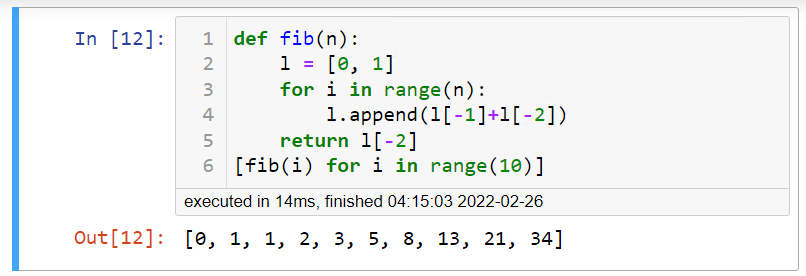 In [12]:
1 def fib(n):
2     l = [0, 1]
3     for i in range(n):
4         l.append(l[-1]+l[-2])
5     return l[-2]
6 [fib(i) for i in range(10)]
executed in 14ms, finished 04:15:03 2022-02-26
Out[12]: [0, 1, 1, 2, 3, 5, 8, 13, 21, 34]